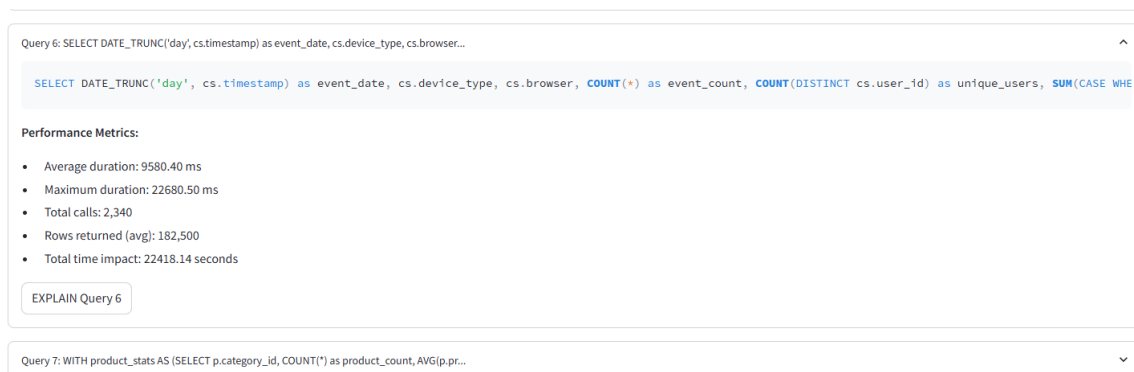 Query 6: SELECT DATE_TRUNC('day', cs.timestamp) as event_date, cs.device_type, cs.browser...
SELECT DATE_TRUNC('day', cs.timestamp) as event_date, cs.device_type, cs.browser, COUNT(*) as event_count, COUNT(DISTINCT cs.user_id) as unique_users, SUM(CASE WHE
Performance Metrics:
• Average duration: 9580.40 ms
• Maximum duration: 22680.50 ms
• Total calls: 2,340
• Rows returned (avg): 182,500
• Total time impact: 22418.14 seconds
EXPLAIN Query 6
Query 7: WITH product_stats AS (SELECT p.category_id, COUNT(*) as product_count, AVG(p.pr...